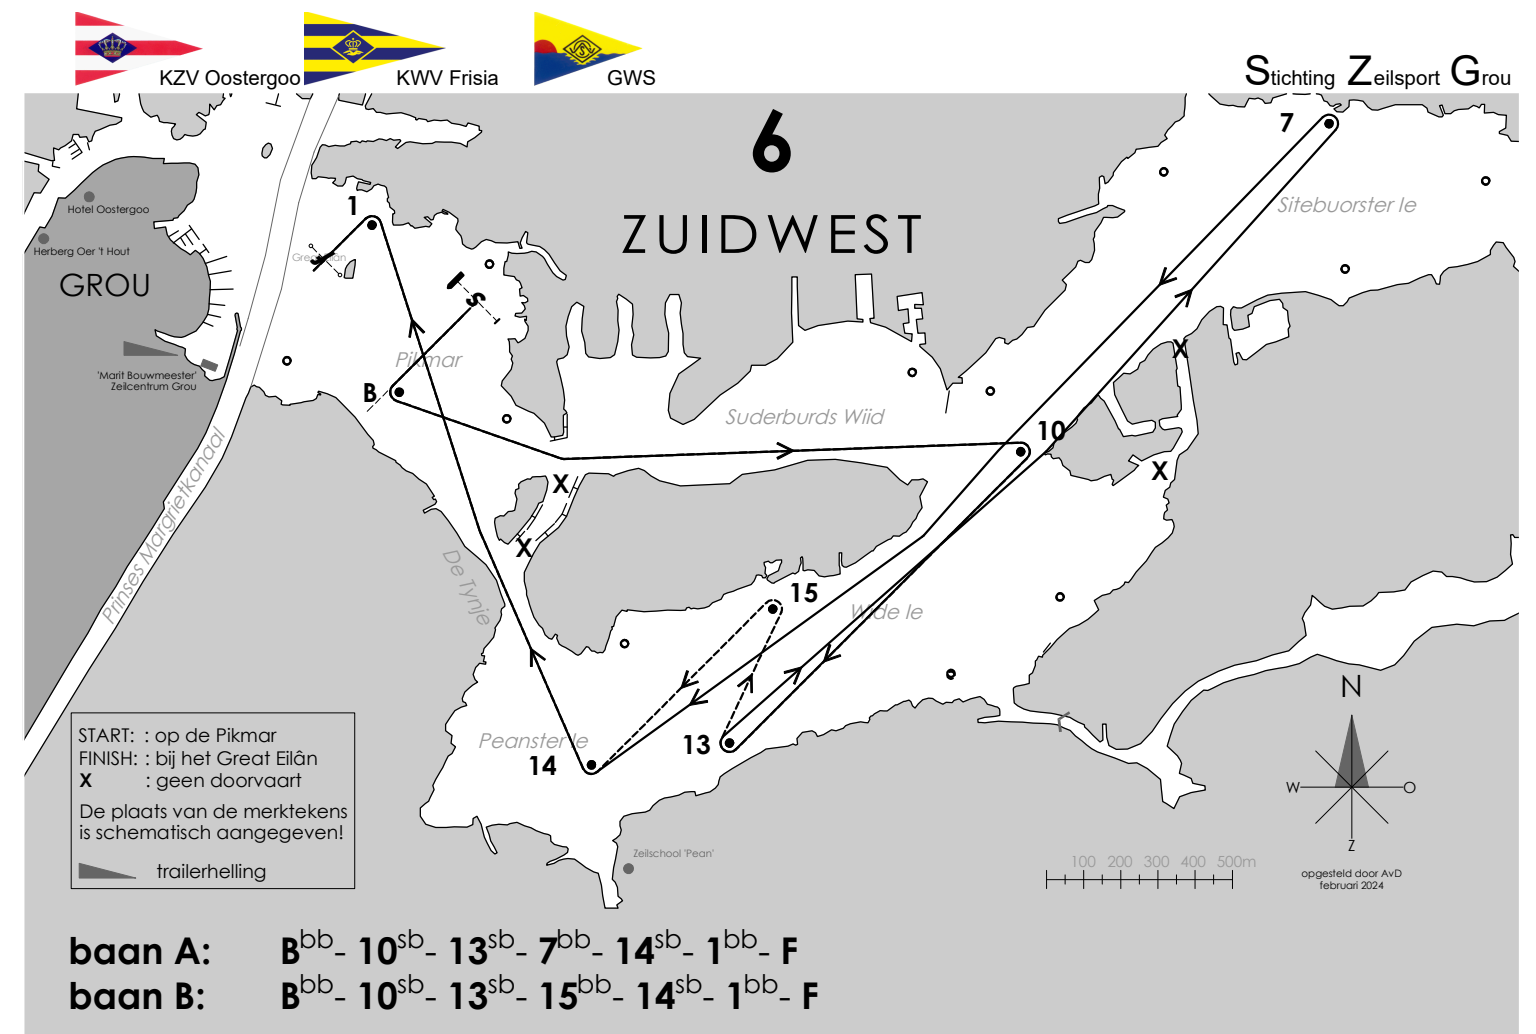 KZV Oostergoo
KWV Frisia
GWS
Stichting Zeilsport Grou
6
ZUIDWEST
7
Sitebuorster Ie
Hotel Oostergoo
Herberg Oer 't Hout
GROU
1
Great Eilân
S
Pikmar
'Marit Bouwmeester'
Zeilcentrum Grou
B
Suderburds Wiid
10
X
X
X
X
Prinses Margrietkanaal
De Tynje
15
Wide Ie
Peanster Ie
14
13
N
W
O
Z
START: : op de Pikmar
FINISH: : bij het Great Eilân
X : geen doorvaart
De plaats van de merktekens
is schematisch aangegeven!
trailerhelling
Zeilschool 'Pean'
100 200 300 400 500m
opgesteld door AvD
februari 2024
baan A: Bbb- 10sb- 13sb- 7bb- 14sb- 1bb- F
baan B: Bbb- 10sb- 13sb- 15bb- 14sb- 1bb- F